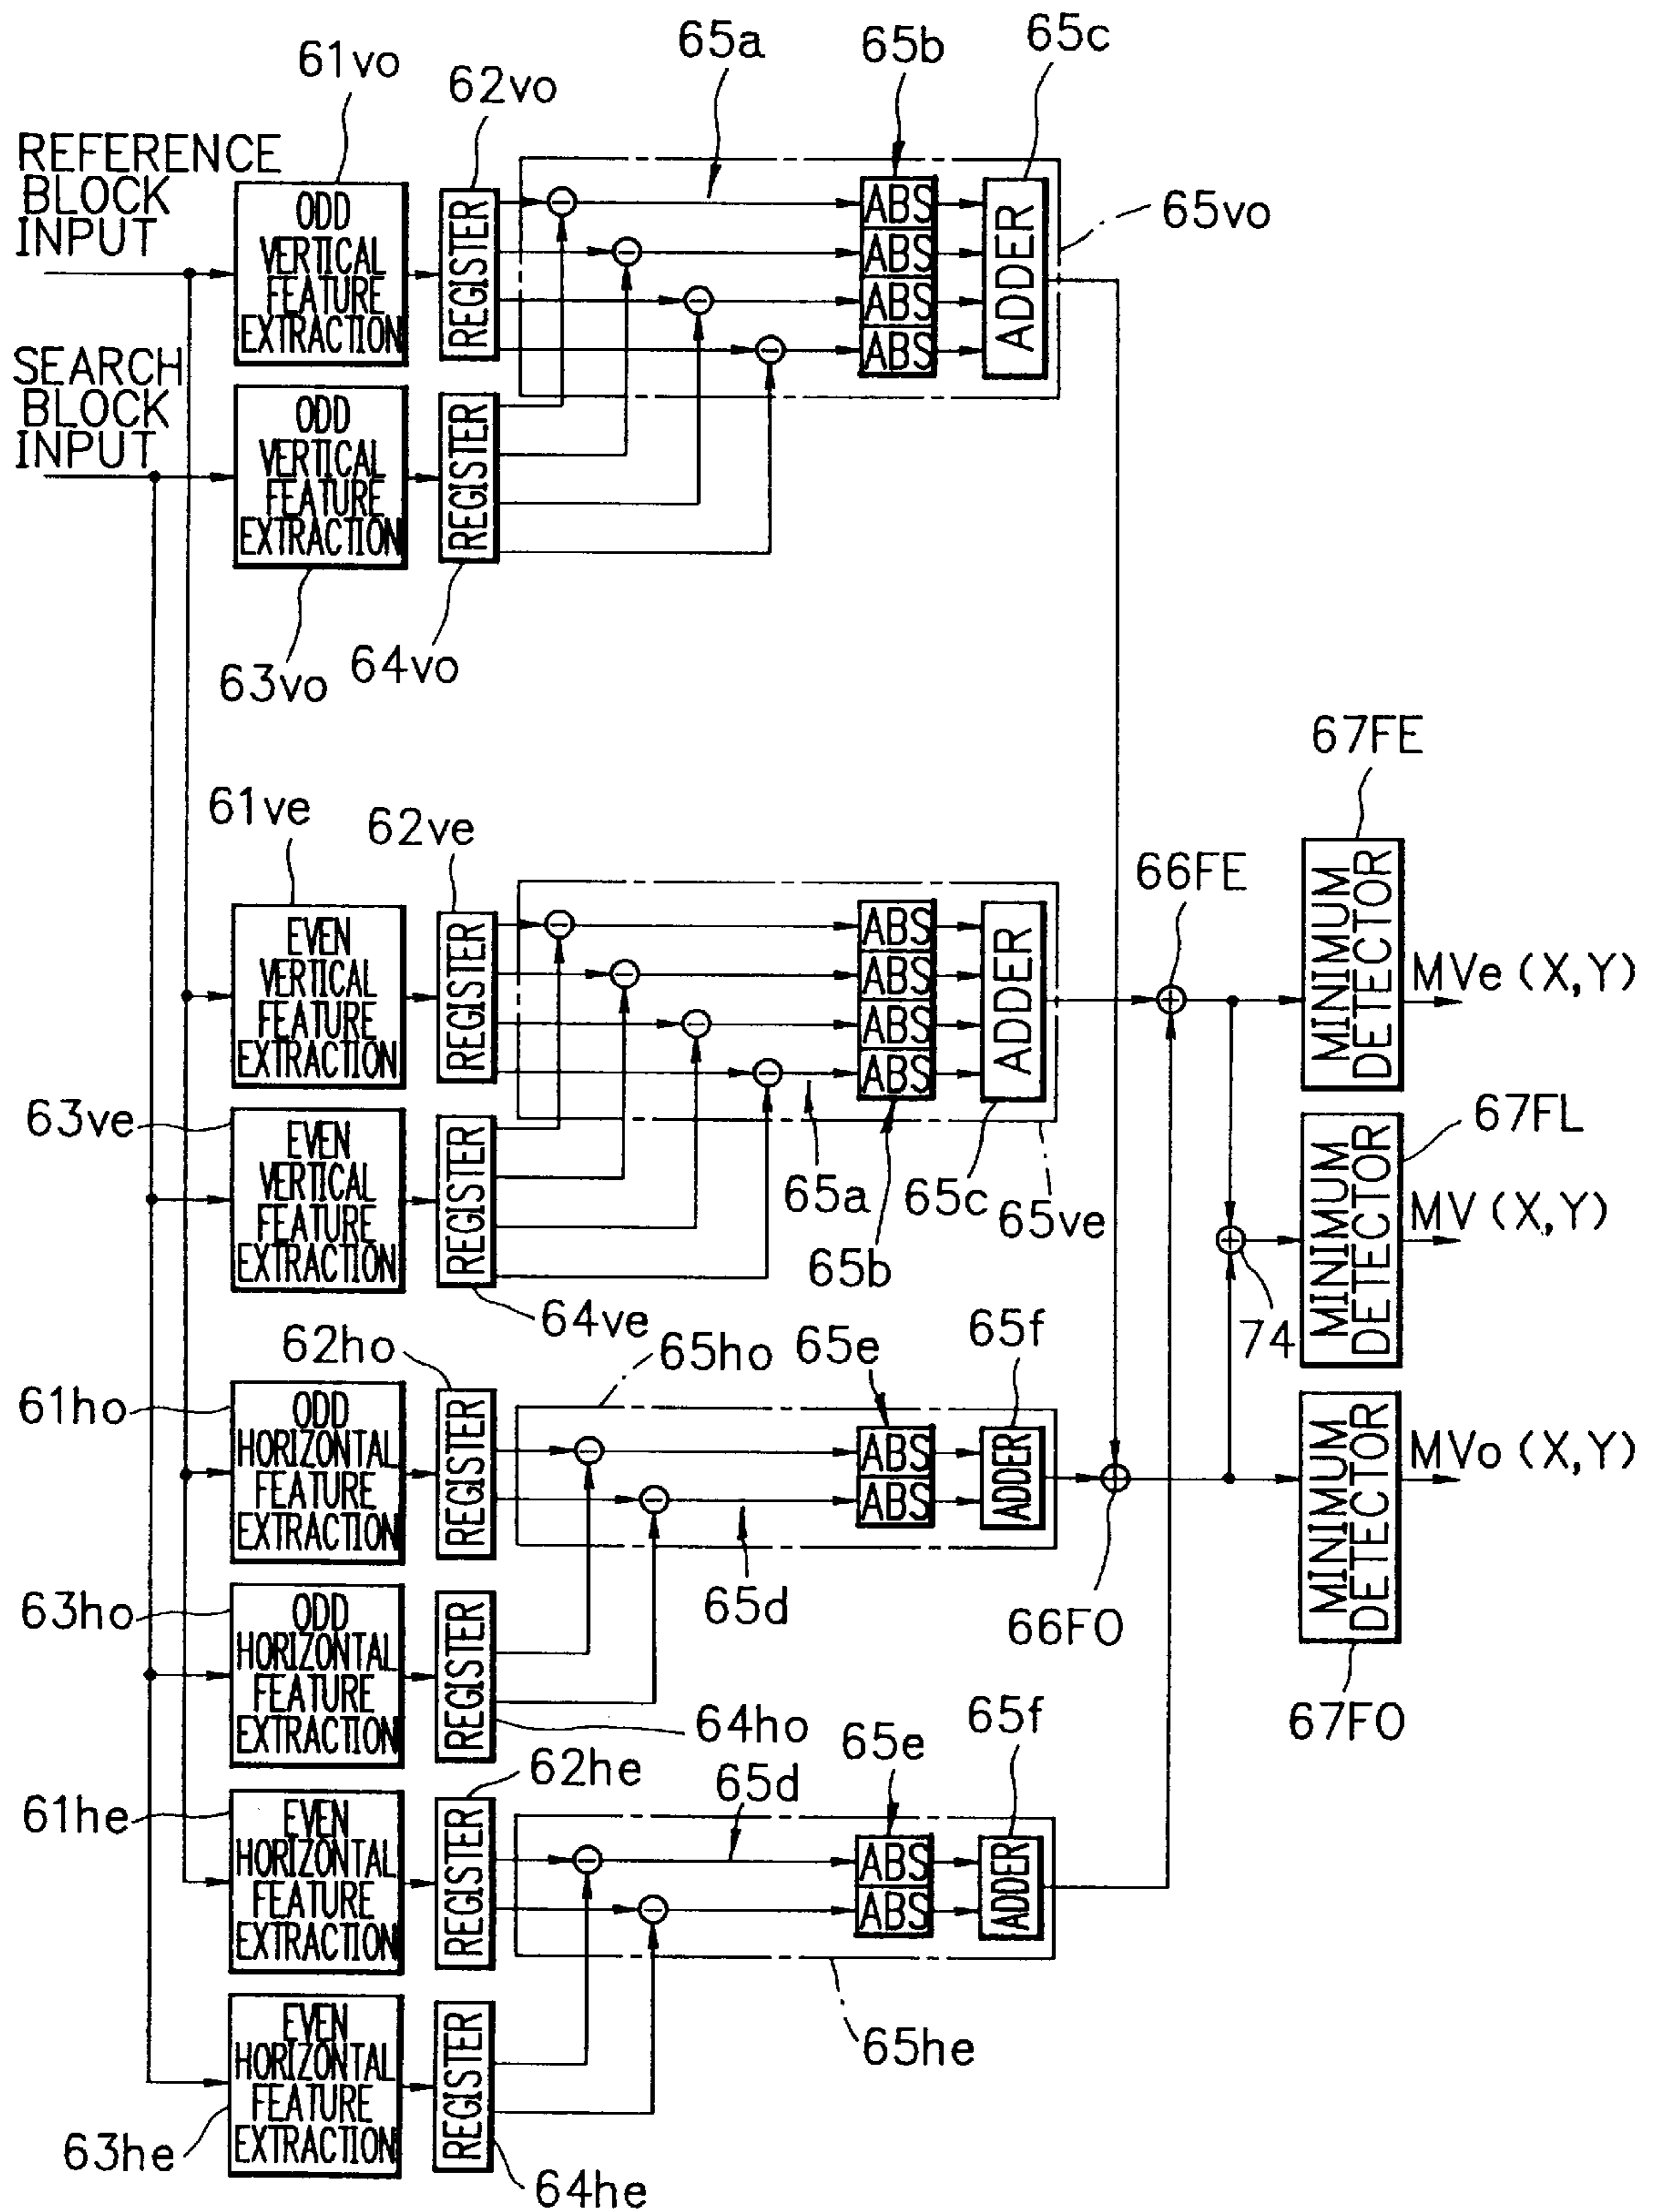 61vo
62vo
65a
65b
65c
REFERENCE
BLOCK
INPUT
ODD
VERTICAL
FEATURE
EXTRACTION
REGISTER
ABS
ABS
ABS
ABS
ADDER
65vo
SEARCH
BLOCK
INPUT
ODD
VERTICAL
FEATURE
EXTRACTION
REGISTER
63vo
64vo
67FE
61ve
62ve
66FE
EVEN
VERTICAL
FEATURE
EXTRACTION
REGISTER
ABS
ABS
ABS
ABS
ADDER
MINIMUM
DETECTOR
MVe (X,Y)
63ve
EVEN
VERTICAL
FEATURE
EXTRACTION
REGISTER
65a
65b
65c
65ve
67FL
MINIMUM
DETECTOR
MV (X,Y)
74
64ve
62ho
65ho
65e
65f
61ho
ODD
HORIZONTAL
FEATURE
EXTRACTION
REGISTER
ABS
ABS
ADDER
MINIMUM
DETECTOR
MVo (X,Y)
65d
66FO
67FO
63ho
ODD
HORIZONTAL
FEATURE
EXTRACTION
REGISTER
64ho
62he
65d
65e
65f
61he
EVEN
HORIZONTAL
FEATURE
EXTRACTION
REGISTER
ABS
ABS
ADDER
65he
EVEN
HORIZONTAL
FEATURE
EXTRACTION
REGISTER
63he
64he